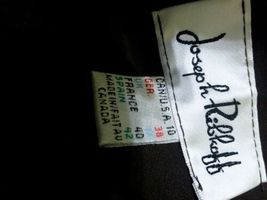 Joseph Ribkoff
CAN/U.S.A. 10
GER. 38
SPAIN 42
FRANCE 40
MADE IN/FAIT AU
CANADA